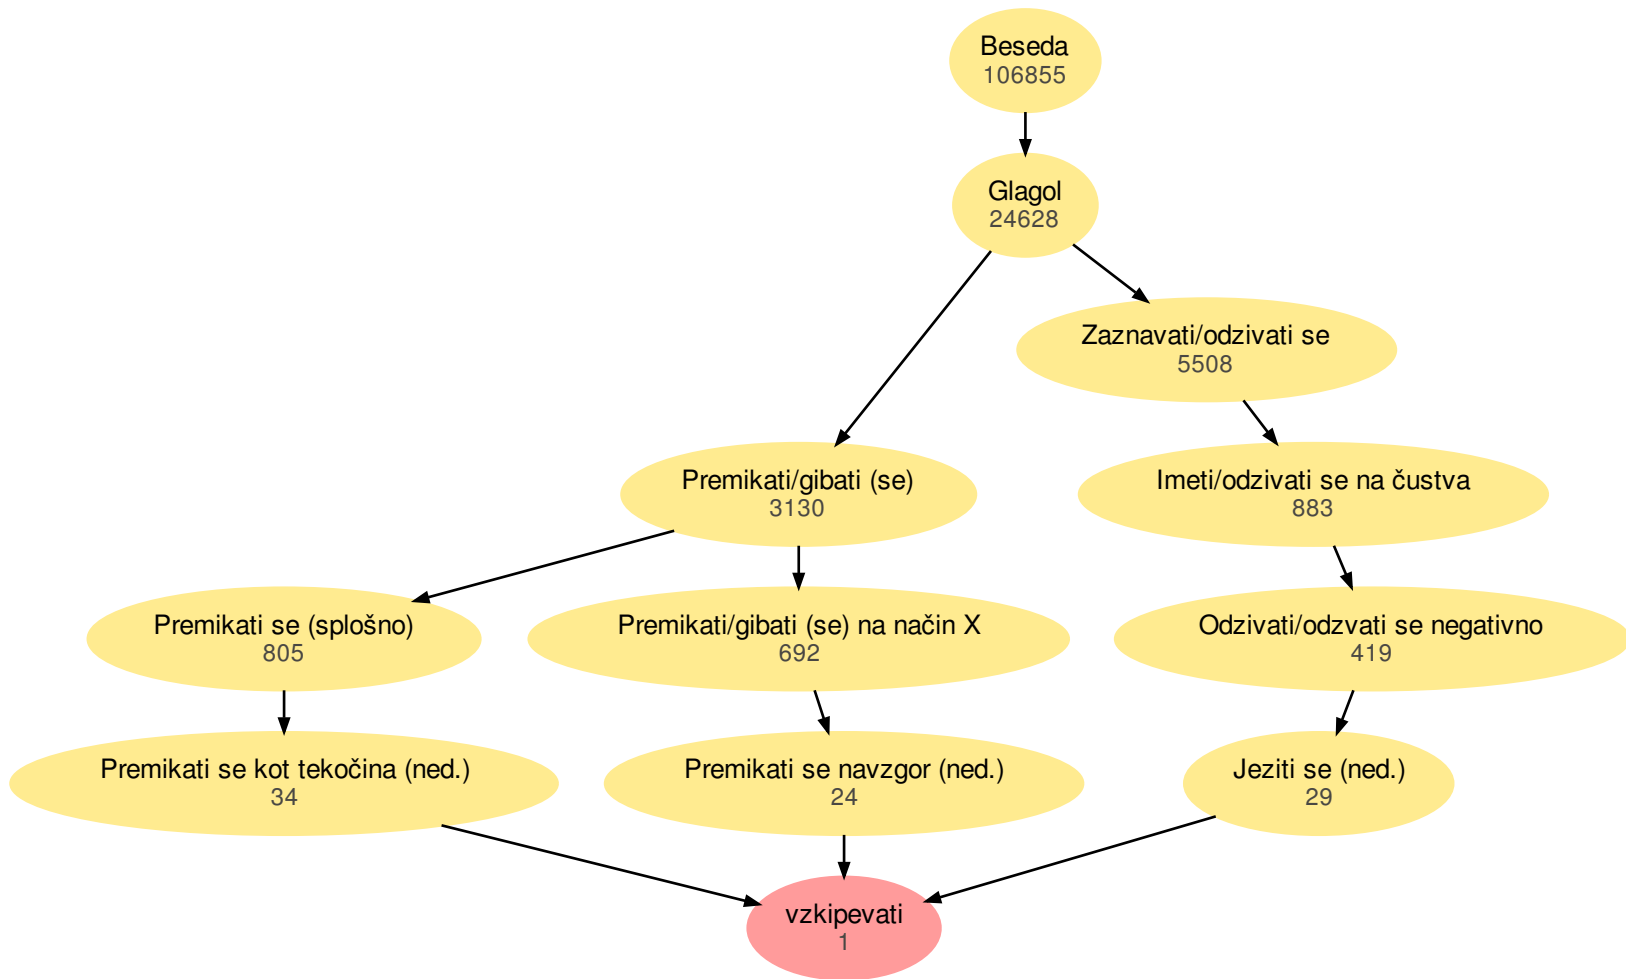 Beseda
106855
Glagol
24628
Zaznavati/odzivati se
5508
Premikati/gibati (se)
3130
Imeti/odzivati se na čustva
883
Premikati se (splošno)
805
Premikati/gibati (se) na način X
692
Odzivati/odzvati se negativno
419
Premikati se kot tekočina (ned.)
34
Premikati se navzgor (ned.)
24
Jeziti se (ned.)
29
vzkipevati
1